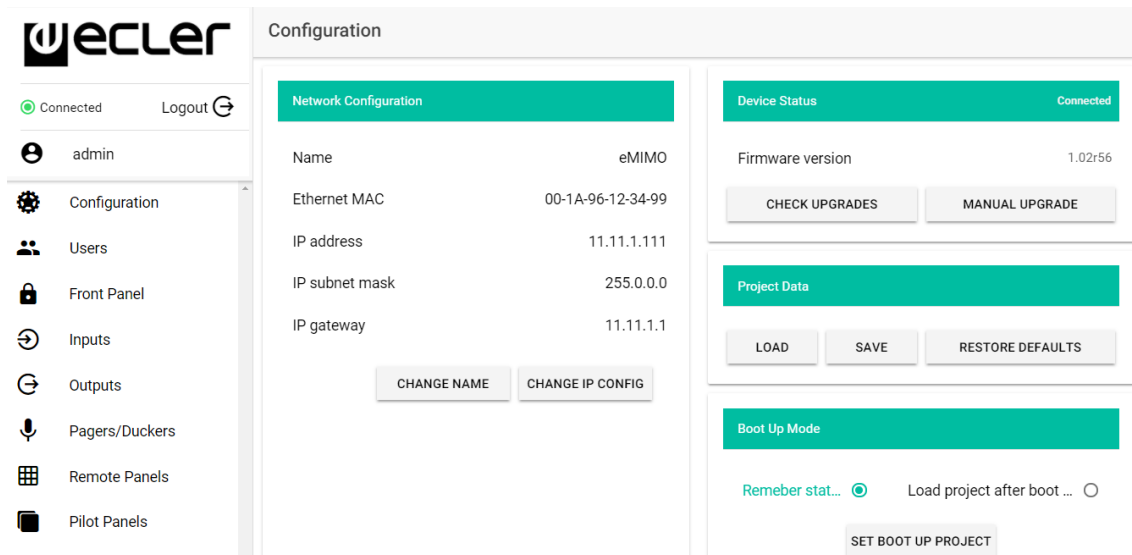 ecler
Configuration
Connected
Logout
admin
Configuration
Users
Front Panel
Inputs
Outputs
Pagers/Duckers
Remote Panels
Pilot Panels
Network Configuration
Name eMIMO
Ethernet MAC 00-1A-96-12-34-99
IP address 11.11.1.111
IP subnet mask 255.0.0.0
IP gateway 11.11.1.1
CHANGE NAME CHANGE IP CONFIG
Device Status Connected
Firmware version 1.02r56
CHECK UPGRADES MANUAL UPGRADE
Project Data
LOAD SAVE RESTORE DEFAULTS
Boot Up Mode
Remeber stat... Load project after boot ...
SET BOOT UP PROJECT